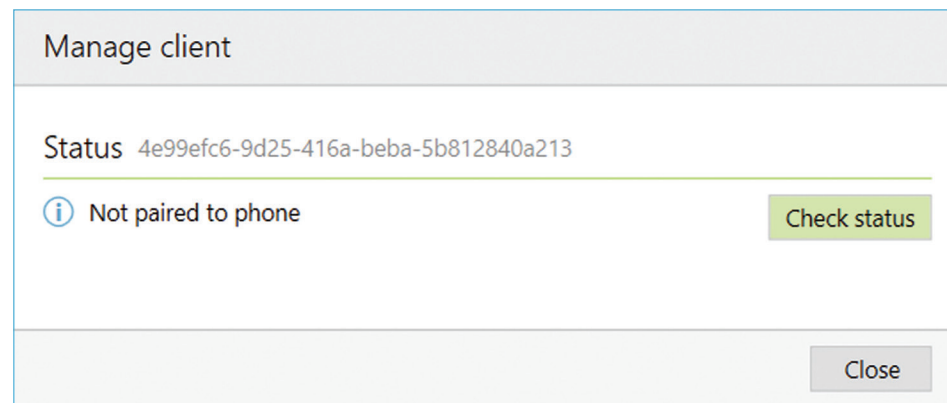 Manage client
Status 4e99efc6-9d25-416a-beba-5b812840a213
Not paired to phone
Check status
Close